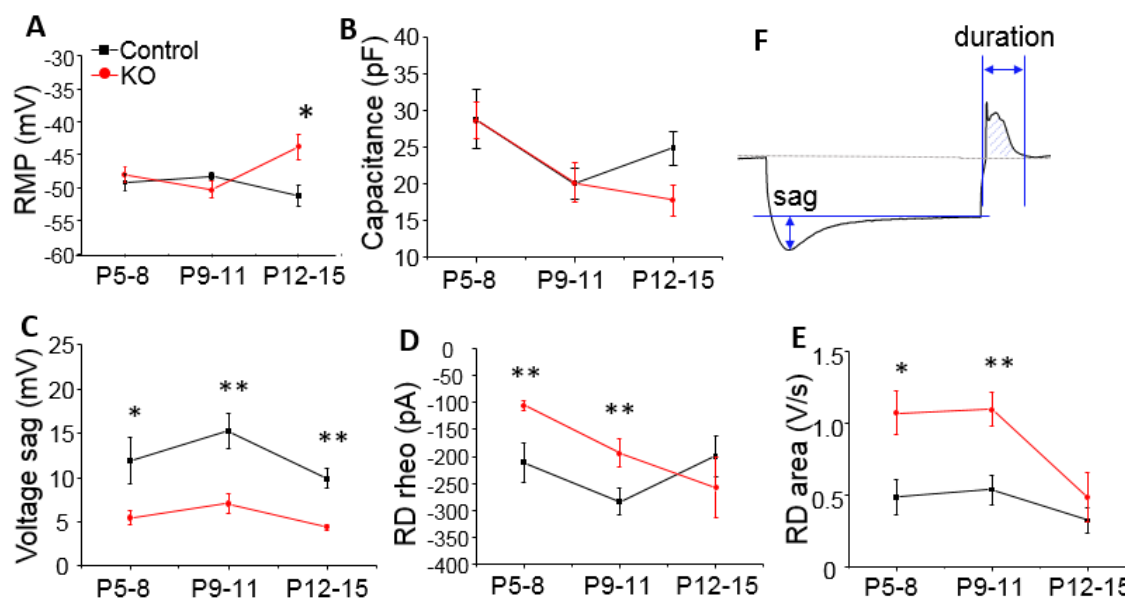 A
Control
KO
*
RMP (mV)
-30
-35
-40
-45
-50
-55
-60
P5-8 P9-11 P12-15
B
Capacitance (pF)
40
35
30
25
20
15
10
P5-8 P9-11 P12-15
F
duration
sag
C
Voltage sag (mV)
25
20
15
10
5
0
*
**
**
P5-8 P9-11 P12-15
D
RD rheo (pA)
0
-50
-100
-150
-200
-250
-300
-350
-400
**
**
P5-8 P9-11 P12-15
E
RD area (V/s)
1.5
1.0
0.5
0
*
**
P5-8 P9-11 P12-15